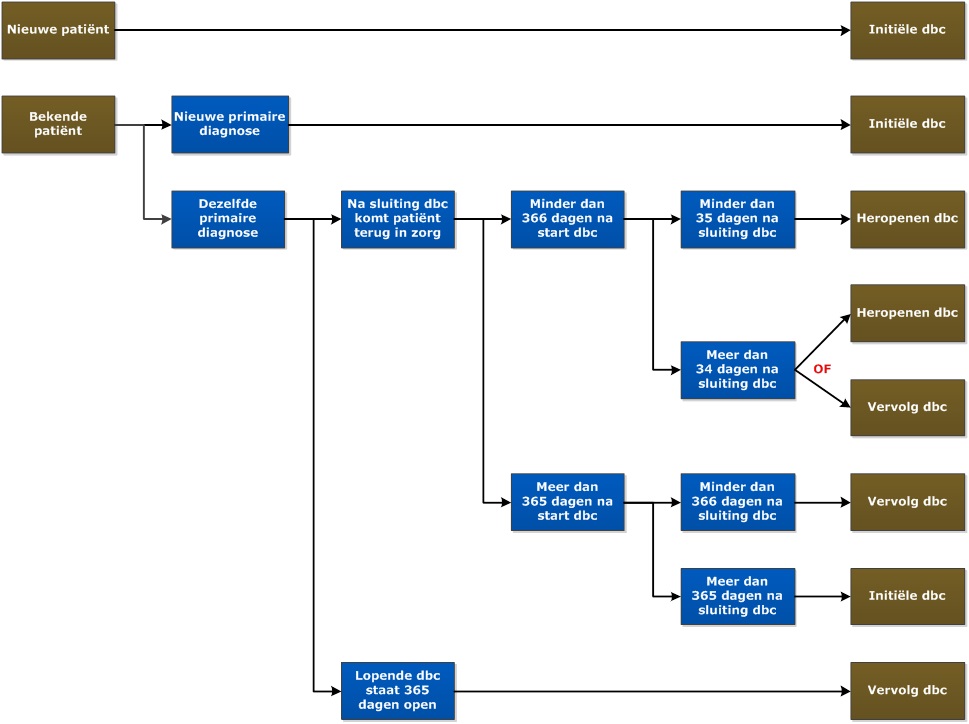 Nieuwe patiënt
Initiële dbc
Bekende
patiënt
Nieuwe primaire
diagnose
Initiële dbc
Dezelfde
primaire
diagnose
Na sluiting dbc
komt patiënt
terug in zorg
Minder dan
366 dagen na
start dbc
Minder dan
35 dagen na
sluiting dbc
Heropenen dbc
Heropenen dbc
Meer dan
34 dagen na
sluiting dbc
OF
Vervolg dbc
Meer dan
365 dagen na
start dbc
Minder dan
366 dagen na
sluiting dbc
Vervolg dbc
Meer dan
365 dagen na
sluiting dbc
Initiële dbc
Lopende dbc
staat 365
dagen open
Vervolg dbc